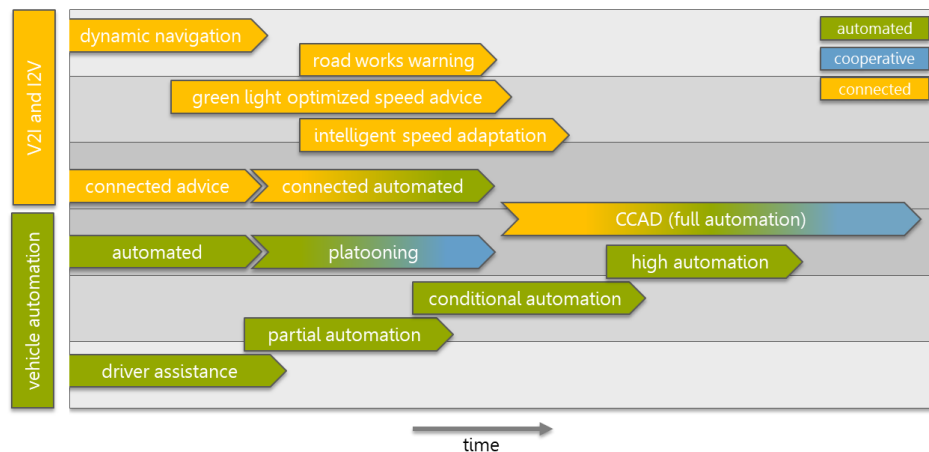 dynamic navigation
automated
road works warning
cooperative
green light optimized speed advice
connected
intelligent speed adaptation
V2I and I2V
connected advice
connected automated
CCAD (full automation)
automated
platooning
high automation
conditional automation
vehicle automation
partial automation
driver assistance
time